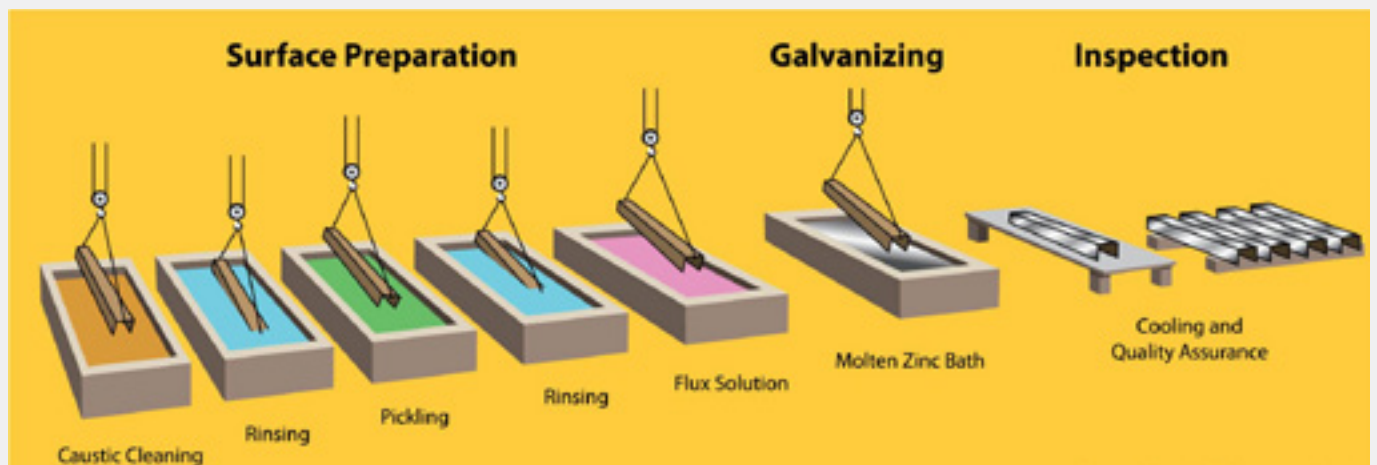 Surface Preparation
Galvanizing
Inspection
Caustic Cleaning
Rinsing
Pickling
Rinsing
Flux Solution
Molten Zinc Bath
Cooling and
Quality Assurance